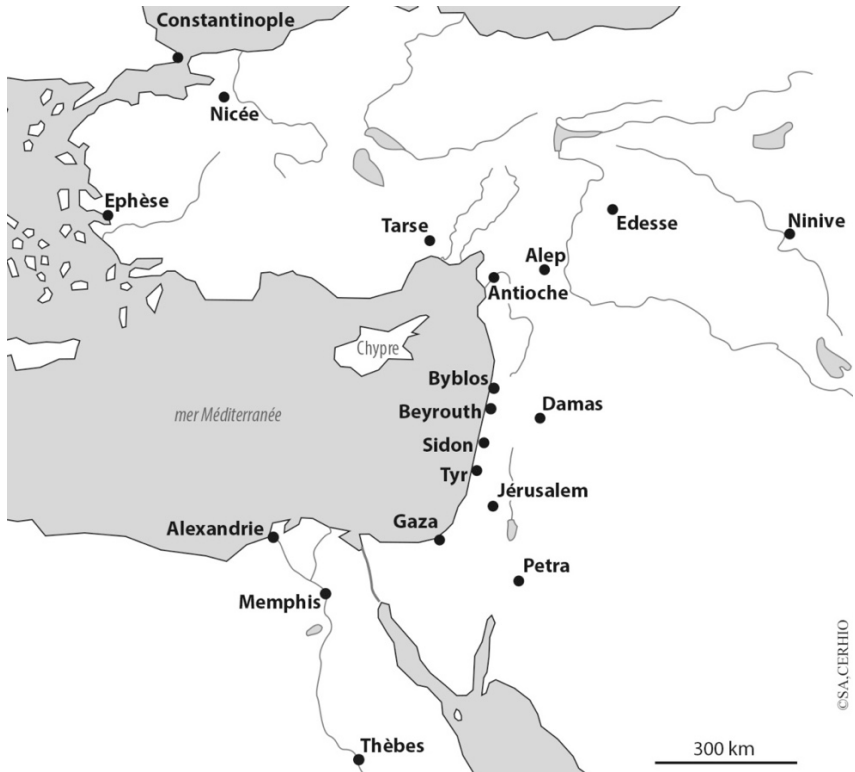 Constantinople
Nicée
Ephèse
Tarse
Edesse
Ninive
Alep
Antioche
Chypre
Byblos
mer Méditerranée
Beyrouth
Damas
Sidon
Tyr
Jérusalem
Alexandrie
Gaza
Petra
Memphis
©SA,CERHIO
Thèbes
300 km